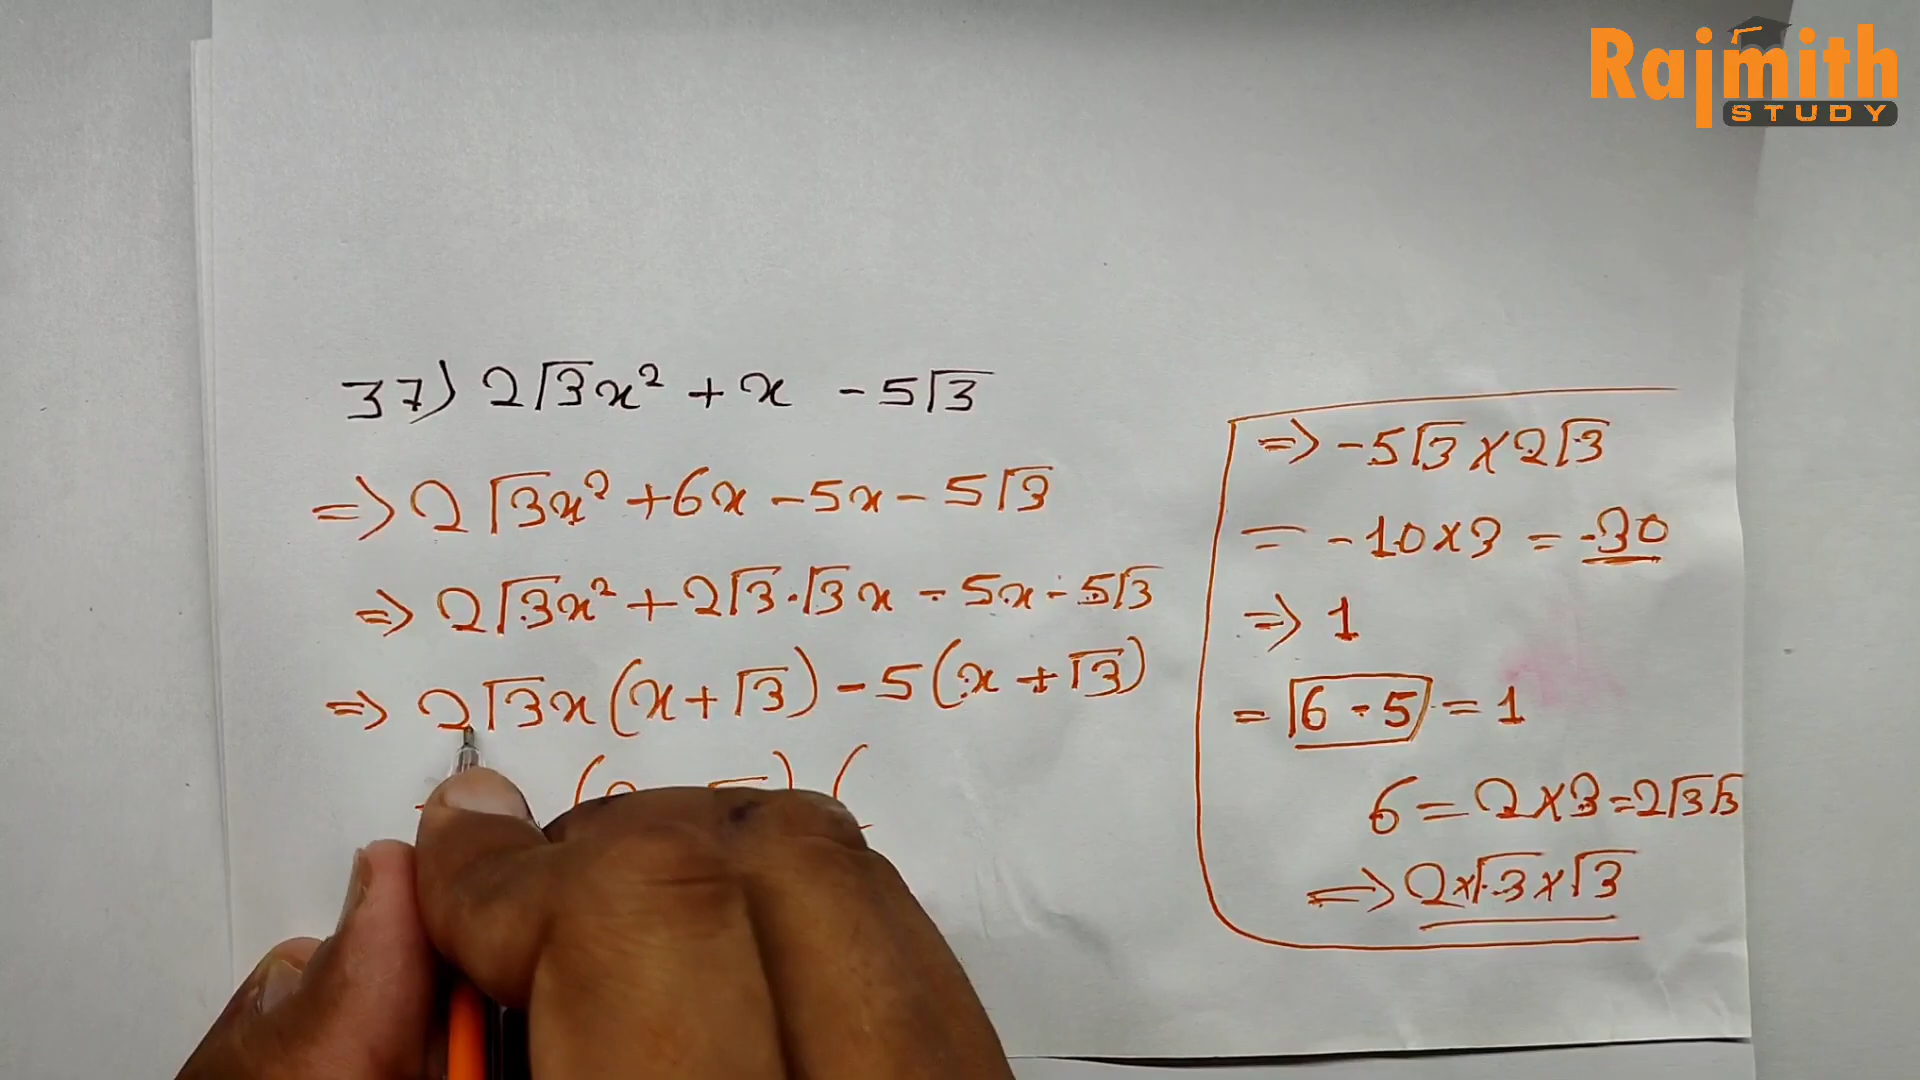 Rajmith
STUDY
37) 2√3x² + x - 5√3
=> 2√3x² + 6x - 5x - 5√3
=> 2√3x² + 2√3·√3x - 5x - 5√3
=> 2√3x(x+√3) - 5(x+√3)
=> -5√3 × 2√3
= -10×3 = -30
=> 1
= 6-5 = 1
6 = 2×3 = 2√3√3
=> 2×√3×√3